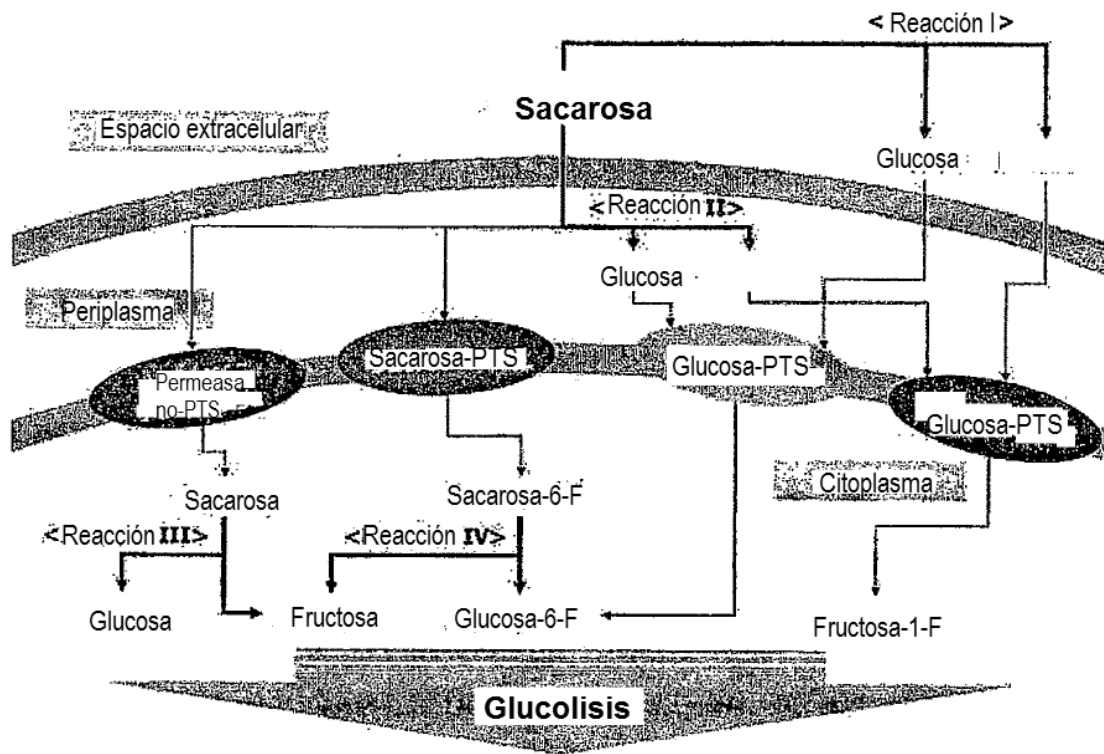 < Reacción I>
Sacarosa
Espacio extracelular
Glucosa
<Reacción II>
Glucosa
Periplasma
Sacarosa-PTS
Glucosa-PTS
Permeasa
no-PTS
Glucosa-PTS
Citoplasma
Sacarosa
Sacarosa-6-F
<Reacción III>
<Reacción IV>
Glucosa
Fructosa
Glucosa-6-F
Fructosa-1-F
Glucolisis